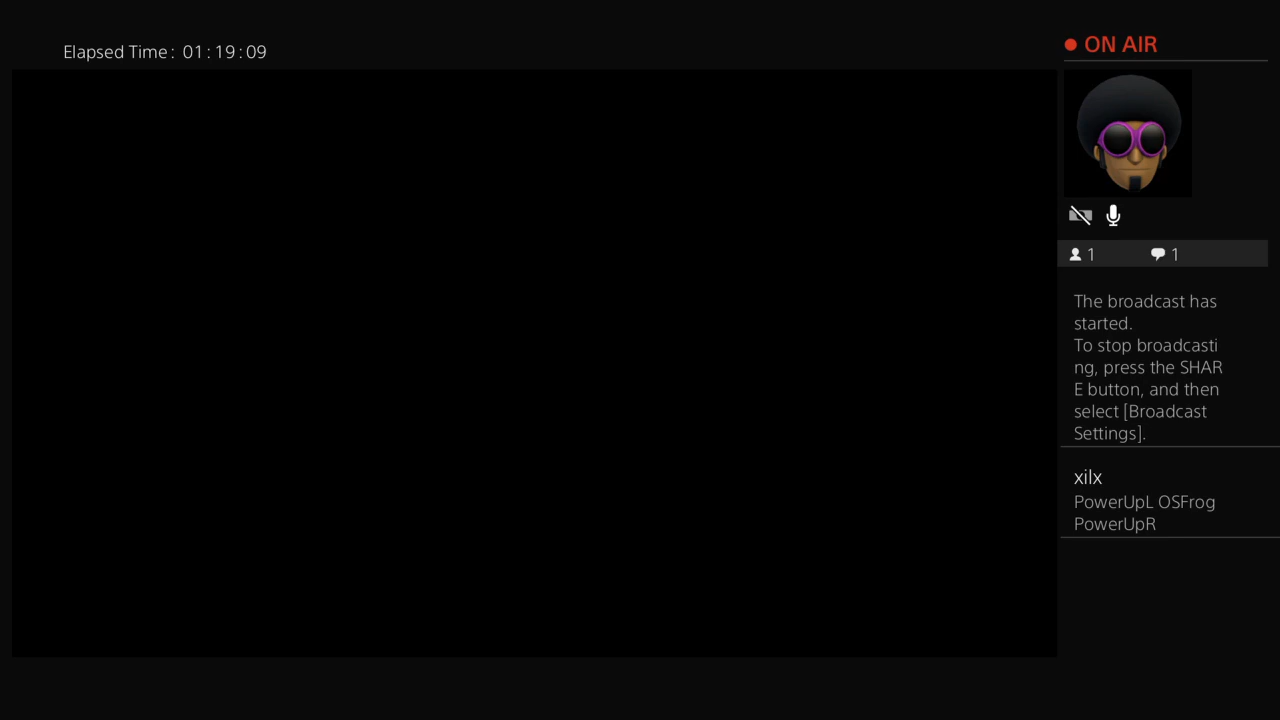 Elapsed Time: 01:19:09
ON AIR
1 1
The broadcast has
started.
To stop broadcasti
ng, press the SHAR
E button, and then
select [Broadcast
Settings].
xilx
PowerUpL OSFrog
PowerUpR